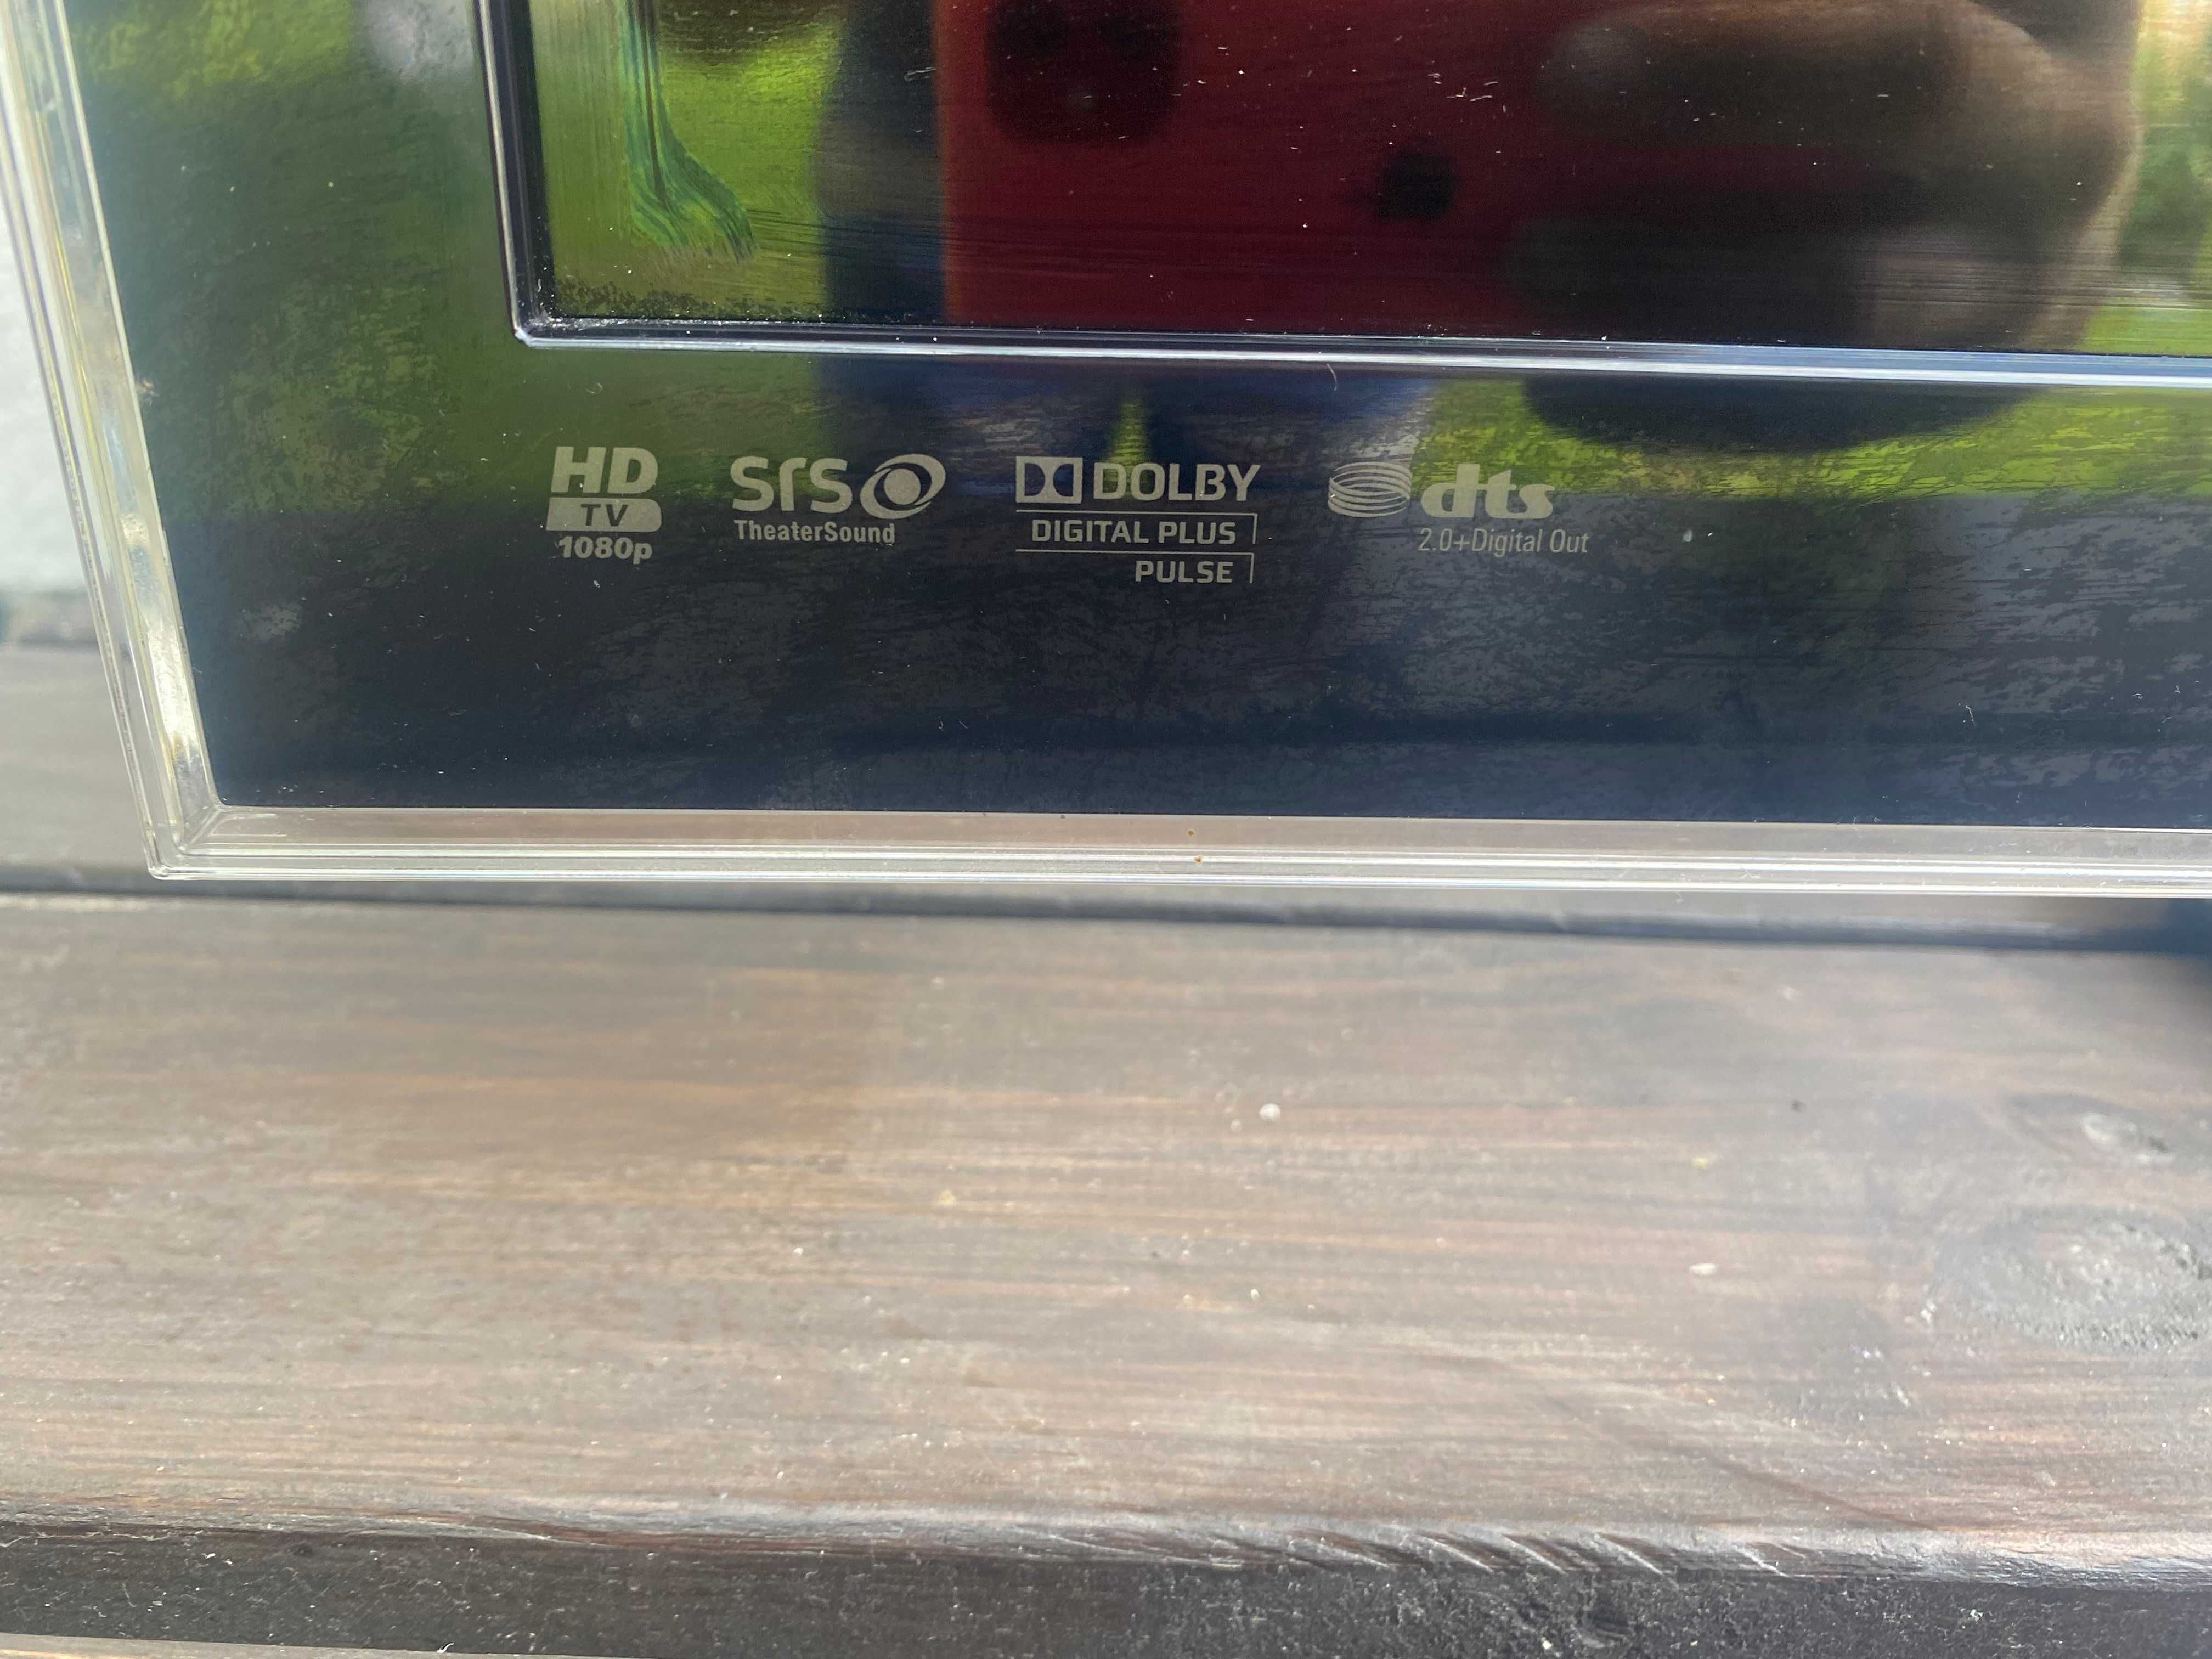 HD
TV
1080p
SRS
TheaterSound
DOLBY
DIGITAL PLUS
PULSE
dts
2.0+Digital Out